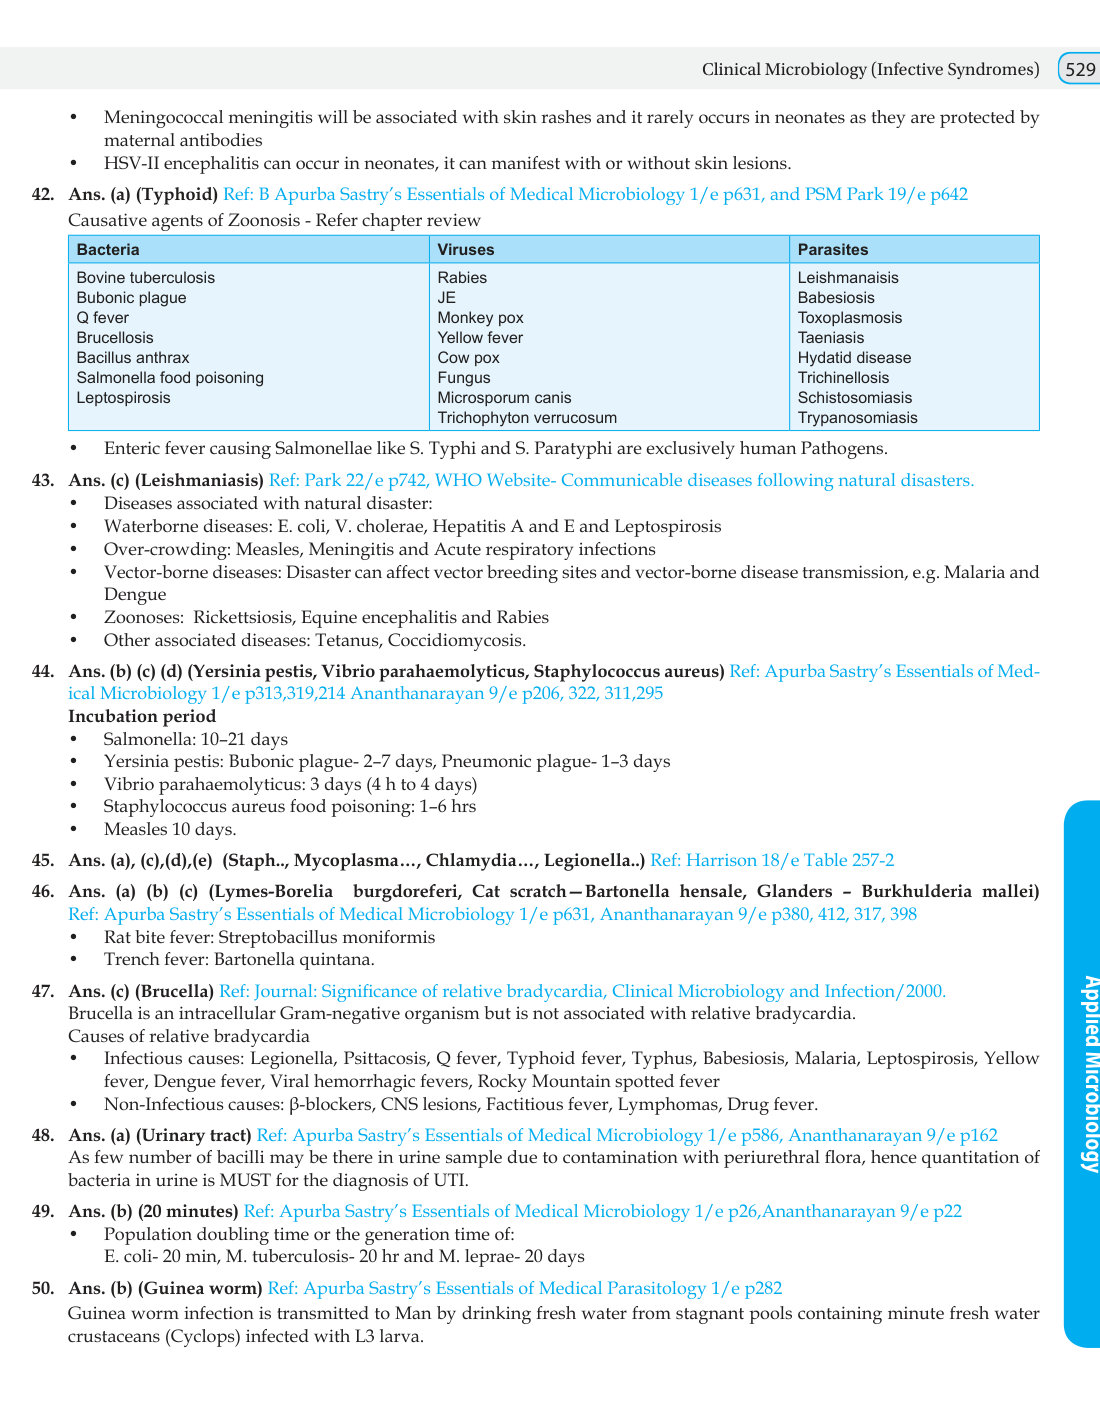 Clinical Microbiology (Infective Syndromes) 529
• Meningococcal meningitis will be associated with skin rashes and it rarely occurs in neonates as they are protected by
maternal antibodies
• HSV-II encephalitis can occur in neonates, it can manifest with or without skin lesions.
42. Ans. (a) (Typhoid) Ref: B Apurba Sastry's Essentials of Medical Microbiology 1/e p631, and PSM Park 19/e p642
Causative agents of Zoonosis - Refer chapter review
Bacteria Viruses Parasites
Bovine tuberculosis Rabies Leishmanaisis
Bubonic plague JE Babesiosis
Q fever Monkey pox Toxoplasmosis
Brucellosis Yellow fever Taeniasis
Bacillus anthrax Cow pox Hydatid disease
Salmonella food poisoning Fungus Trichinellosis
Leptospirosis Microsporum canis Schistosomiasis
Trichophyton verrucosum Trypanosomiasis
• Enteric fever causing Salmonellae like S. Typhi and S. Paratyphi are exclusively human Pathogens.
43. Ans. (c) (Leishmaniasis) Ref: Park 22/e p742, WHO Website- Communicable diseases following natural disasters.
• Diseases associated with natural disaster:
• Waterborne diseases: E. coli, V. cholerae, Hepatitis A and E and Leptospirosis
• Over-crowding: Measles, Meningitis and Acute respiratory infections
• Vector-borne diseases: Disaster can affect vector breeding sites and vector-borne disease transmission, e.g. Malaria and
Dengue
• Zoonoses: Rickettsiosis, Equine encephalitis and Rabies
• Other associated diseases: Tetanus, Coccidiomycosis.
44. Ans. (b) (c) (d) (Yersinia pestis, Vibrio parahaemolyticus, Staphylococcus aureus) Ref: Apurba Sastry's Essentials of Med-
ical Microbiology 1/e p313,319,214 Ananthanarayan 9/e p206, 322, 311,295
Incubation period
• Salmonella: 10–21 days
• Yersinia pestis: Bubonic plague- 2–7 days, Pneumonic plague- 1–3 days
• Vibrio parahaemolyticus: 3 days (4 h to 4 days)
• Staphylococcus aureus food poisoning: 1–6 hrs
• Measles 10 days.
45. Ans. (a), (c),(d),(e) (Staph.., Mycoplasma…, Chlamydia…, Legionella..) Ref: Harrison 18/e Table 257-2
46. Ans. (a) (b) (c) (Lymes-Borelia burgdoreferi, Cat scratch—Bartonella hensale, Glanders – Burkhulderia mallei)
Ref: Apurba Sastry's Essentials of Medical Microbiology 1/e p631, Ananthanarayan 9/e p380, 412, 317, 398
• Rat bite fever: Streptobacillus moniformis
• Trench fever: Bartonella quintana.
47. Ans. (c) (Brucella) Ref: Journal: Significance of relative bradycardia, Clinical Microbiology and Infection/2000.
Brucella is an intracellular Gram-negative organism but is not associated with relative bradycardia.
Causes of relative bradycardia
• Infectious causes: Legionella, Psittacosis, Q fever, Typhoid fever, Typhus, Babesiosis, Malaria, Leptospirosis, Yellow
fever, Dengue fever, Viral hemorrhagic fevers, Rocky Mountain spotted fever
• Non-Infectious causes: β-blockers, CNS lesions, Factitious fever, Lymphomas, Drug fever.
48. Ans. (a) (Urinary tract) Ref: Apurba Sastry's Essentials of Medical Microbiology 1/e p586, Ananthanarayan 9/e p162
As few number of bacilli may be there in urine sample due to contamination with periurethral flora, hence quantitation of
bacteria in urine is MUST for the diagnosis of UTI.
49. Ans. (b) (20 minutes) Ref: Apurba Sastry's Essentials of Medical Microbiology 1/e p26,Ananthanarayan 9/e p22
• Population doubling time or the generation time of:
E. coli- 20 min, M. tuberculosis- 20 hr and M. leprae- 20 days
50. Ans. (b) (Guinea worm) Ref: Apurba Sastry's Essentials of Medical Parasitology 1/e p282
Guinea worm infection is transmitted to Man by drinking fresh water from stagnant pools containing minute fresh water
crustaceans (Cyclops) infected with L3 larva.
Applied Microbiology